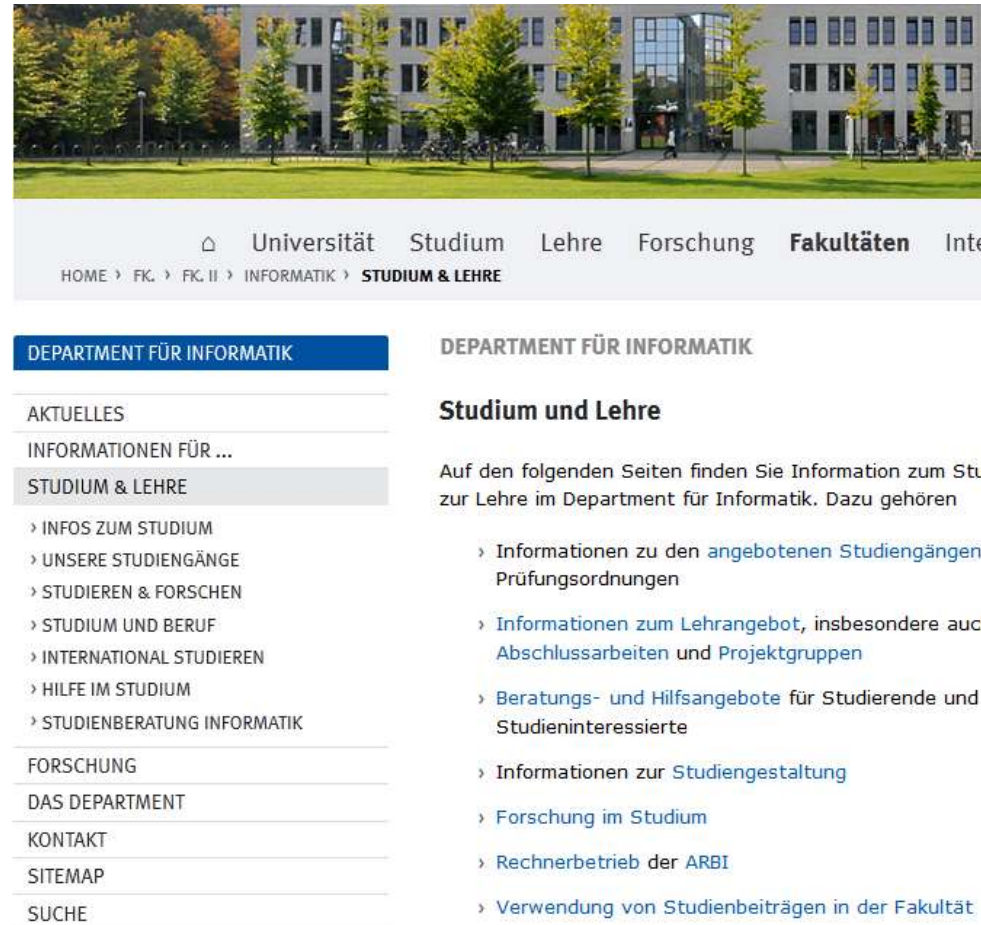 Universität Studium Lehre Forschung Fakultäten
HOME › FK. › FK. II › INFORMATIK › STUDIUM & LEHRE
DEPARTMENT FÜR INFORMATIK
AKTUELLES
INFORMATIONEN FÜR ...
STUDIUM & LEHRE
› INFOS ZUM STUDIUM
› UNSERE STUDIENGÄNGE
› STUDIEREN & FORSCHEN
› STUDIUM UND BERUF
› INTERNATIONAL STUDIEREN
› HILFE IM STUDIUM
› STUDIENBERATUNG INFORMATIK
FORSCHUNG
DAS DEPARTMENT
KONTAKT
SITEMAP
SUCHE
DEPARTMENT FÜR INFORMATIK
Studium und Lehre
Auf den folgenden Seiten finden Sie Information zum
zur Lehre im Department für Informatik. Dazu gehören
› Informationen zu den angebotenen Studiengängen
Prüfungsordnungen
› Informationen zum Lehrangebot, insbesondere
Abschlussarbeiten und Projektgruppen
› Beratungs- und Hilfsangebote für Studierende und
Studieninteressierte
› Informationen zur Studiengestaltung
› Forschung im Studium
› Rechnerbetrieb der ARBI
› Verwendung von Studienbeiträgen in der Fakultät